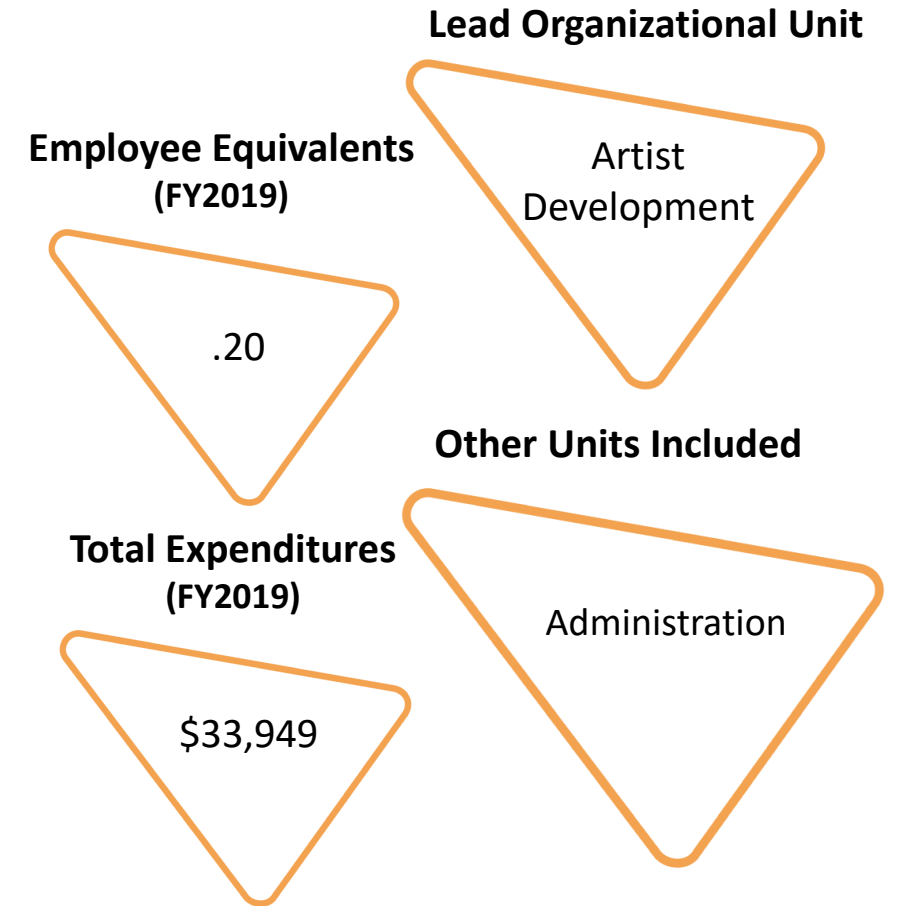 Lead Organizational Unit
Artist
Development
Employee Equivalents
(FY2019)
.20
Other Units Included
Administration
Total Expenditures
(FY2019)
$33,949